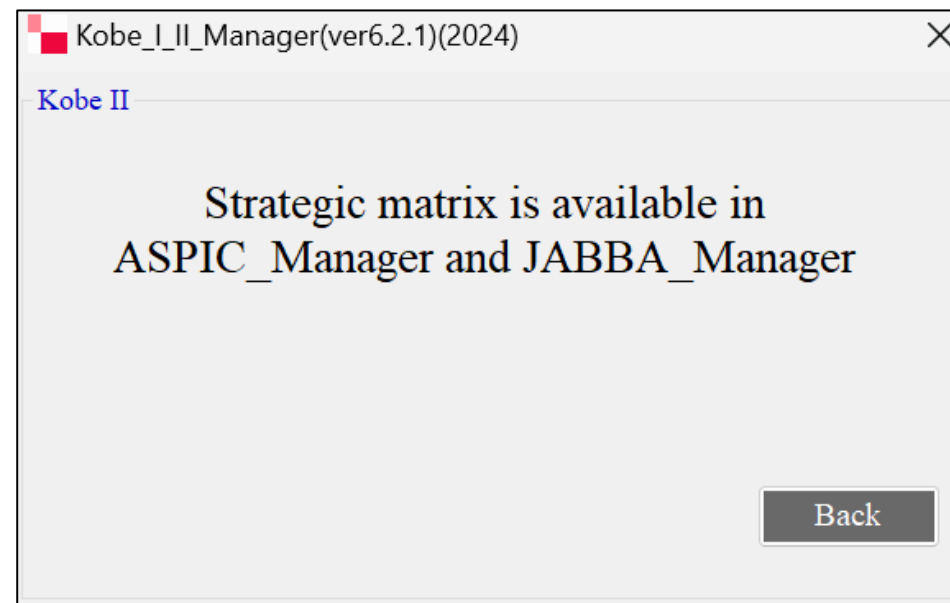 Kobe_I_II_Manager(ver6.2.1)(2024)
Kobe II
Strategic matrix is available in
ASPIC_Manager and JABBA_Manager
Back